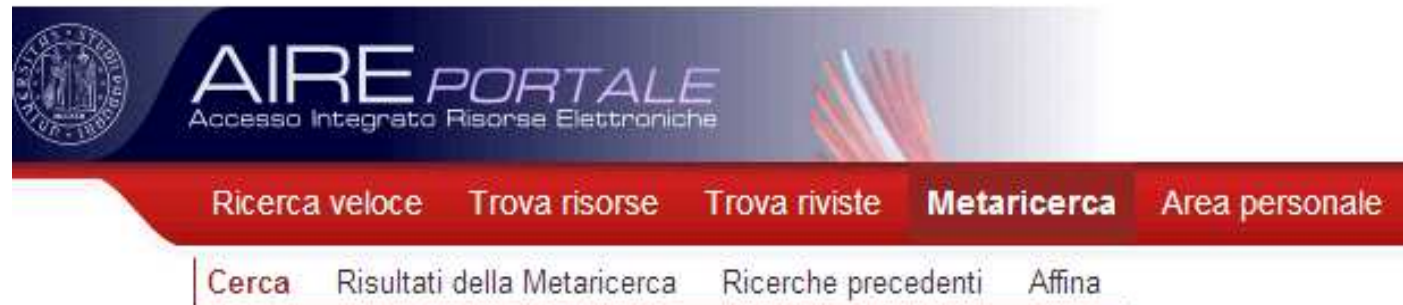 AIRE PORTALE
Accesso Integrato Risorse Elettroniche
Ricerca veloce Trova risorse Trova riviste Metaricerca Area personale
Cerca Risultati della Metaricerca Ricerche precedenti Affina